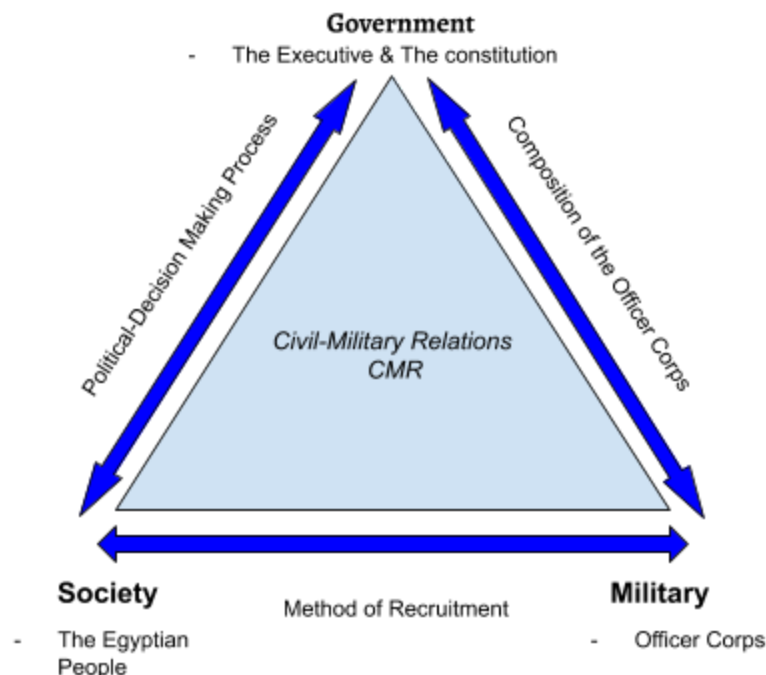 Government
- The Executive & The constitution
Political-Decision Making Process
Composition of the Officer Corps
Civil-Military Relations
CMR
Society
Method of Recruitment
Military
- The Egyptian
People
- Officer Corps